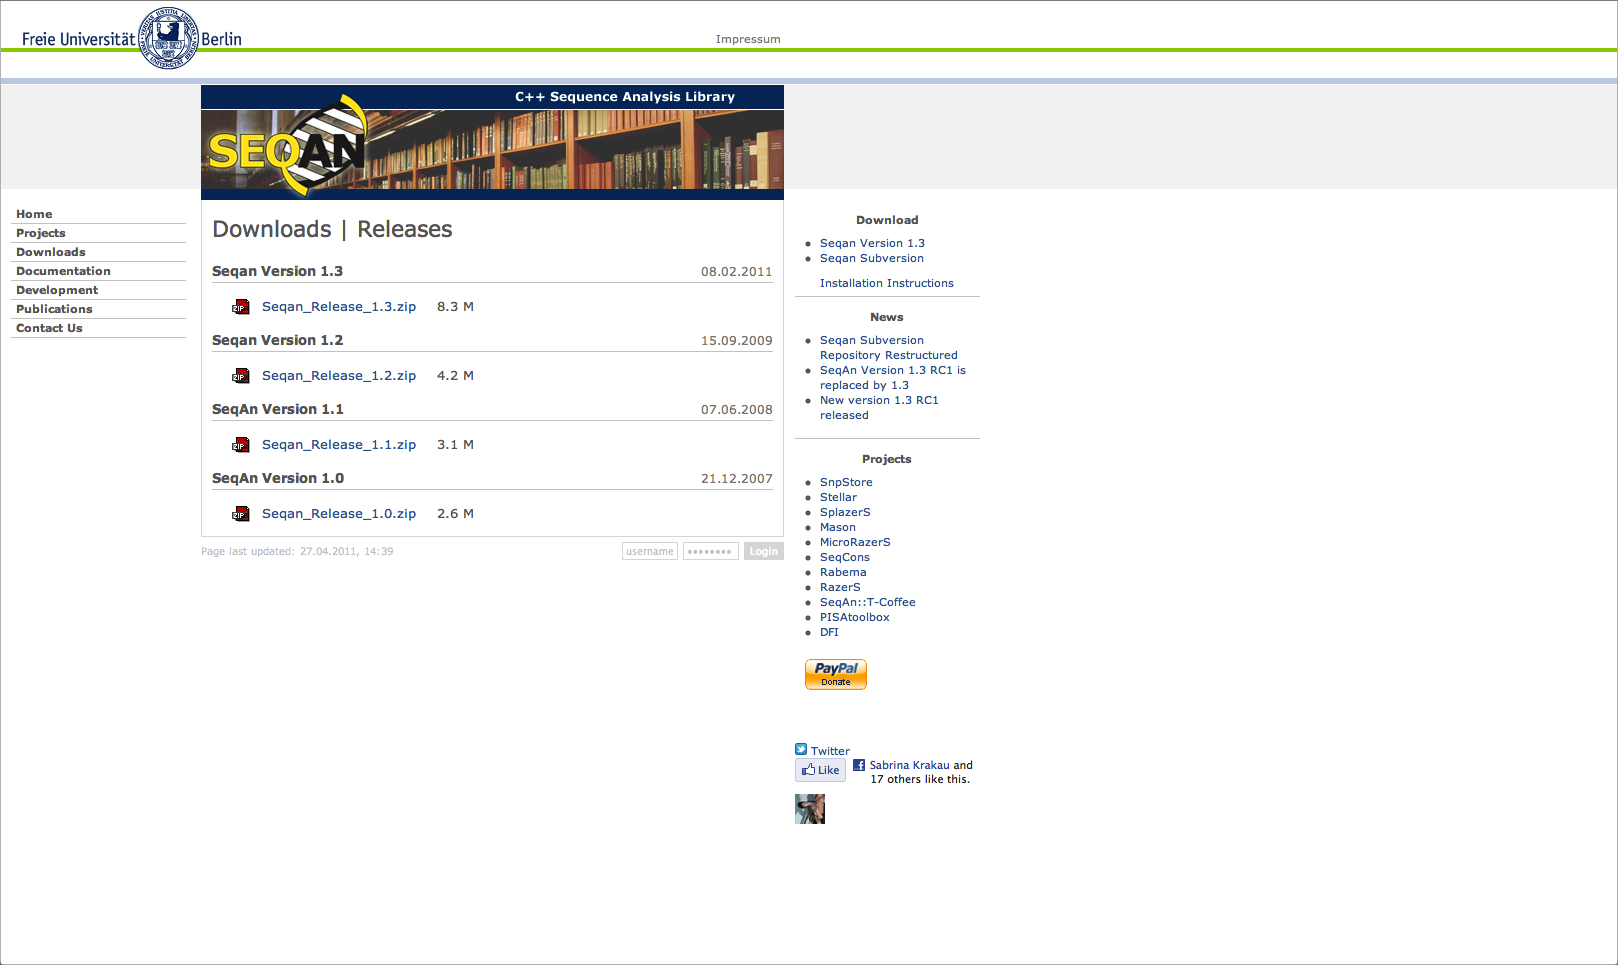 Freie Universität Berlin
Impressum
C++ Sequence Analysis Library
SEQAN
Home
Projects
Downloads
Documentation
Development
Publications
Contact Us
Downloads | Releases
Seqan Version 1.3 08.02.2011
ZIP Seqan_Release_1.3.zip 8.3 M
Seqan Version 1.2 15.09.2009
ZIP Seqan_Release_1.2.zip 4.2 M
SeqAn Version 1.1 07.06.2008
ZIP Seqan_Release_1.1.zip 3.1 M
SeqAn Version 1.0 21.12.2007
ZIP Seqan_Release_1.0.zip 2.6 M
Page last updated: 27.04.2011, 14:39
username •••••••• Login
Download
Seqan Version 1.3
Seqan Subversion
Installation Instructions
News
Seqan Subversion
Repository Restructured
SeqAn Version 1.3 RC1 is
replaced by 1.3
New version 1.3 RC1
released
Projects
SnpStore
Stellar
SplazerS
Mason
MicroRazerS
SeqCons
Rabema
RazerS
SeqAn::T-Coffee
PISAtoolbox
DFI
PayPal
Donate
Twitter
Like Sabrina Krakau and
17 others like this.